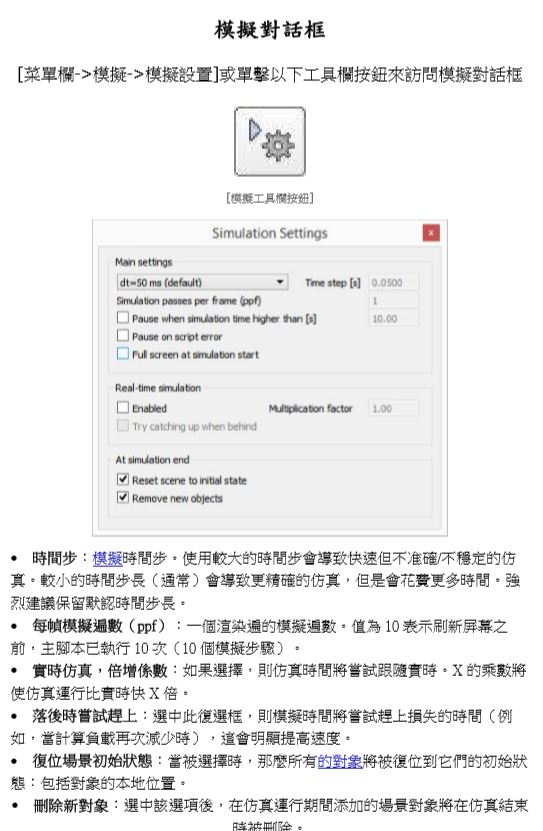 模擬對話框
[菜單欄->模擬->模擬設置]或單擊以下工具欄按鈕來訪問模擬對話框
[模擬工具欄按鈕]
Simulation Settings
x
Main settings
dt=50 ms (default) Time step [s] 0.0500
Simulation passes per frame (ppf) 1
Pause when simulation time higher than [s] 10.00
Pause on script error
Full screen at simulation start
Real-time simulation
Enabled Multiplication factor 1.00
Try catching up when behind
At simulation end
Reset scene to initial state
Remove new objects
• 時間步：模擬時間步。使用較大的時間步會導致快速但不准確/不穩定的仿
真。較小的時間步長（通常）會導致更精確的仿真，但是會花費更多時間。強
烈建議保留默認時間步長。
• 每幀模擬遍數（ppf）：一個渲染遍的模擬遍數。值為 10 表示刷新屏幕之
前，主腳本已執行 10 次（10 個模擬步驟）。
• 實時仿真，倍增係數：如果選擇，則仿真時間將嘗試跟隨實時。X 的乘數將
使仿真運行比實時快 X 倍。
• 落後時嘗試趕上：選中此復選框，則模擬時間將嘗試趕上損失的時間（例
如，當計算負載再次減少時），這會明顯提高速度。
• 復位場景初始狀態：當被選擇時，那麼所有的對象將被復位到它們的初始狀
態：包括對象的本地位置。
• 刪除新對象：選中該選項後，在仿真運行期間添加的場景對象將在仿真結束
時被刪除。